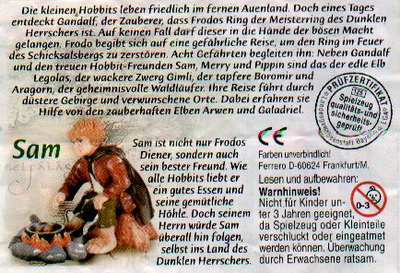 Die kleinen Hobbits leben friedlich im fernen Auenland. Doch eines Tages
entdeckt Gandalf, der Zauberer, dass Frodos Ring der Meisterring des Dunklen
Herrschers ist. Auf keinen Fall darf dieser in die Hände der bösen Macht
gelangen. Frodo begibt sich auf eine gefährliche Reise, um den Ring im Feuer
des Schicksalsbergs zu zerstören. Acht Gefährten begleiten ihn: Neben Gandalf
und den treuen Hobbit-Freunden Sam, Merry und Pippin sind das der edle Elb
Legolas, der wackere Zwerg Gimli, der tapfere Boromir und
Aragorn, der geheimnisvolle Waldläufer. Ihre Reise führt durch
düstere Gebirge und verwunschene Orte. Dabei erfahren sie
Hilfe von den zauberhaften Elben Arwen und Galadriel.
PRÜFZERTIFIKAT
Spielzeug
qualitäts- und
sicherheits-
geprüft
Sam
Sam ist nicht nur Frodos
Diener, sondern auch
sein bester Freund. Wie
alle Hobbits liebt er
ein gutes Essen und
seine gemütliche
Höhle. Doch seinem
Herrn würde Sam
überall hin folgen,
selbst ins Land des
Dunklen Herrschers.
CE
Farben unverbindlich!
Ferrero D-60624 Frankfurt/M.
Lesen und aufbewahren:
Warnhinweis!
Nicht für Kinder un-
ter 3 Jahren geeignet,
da Spielzeug oder Kleinteile
verschluckt oder eingeatmet
werden können. Überwachung
durch Erwachsene ratsam.
0-3